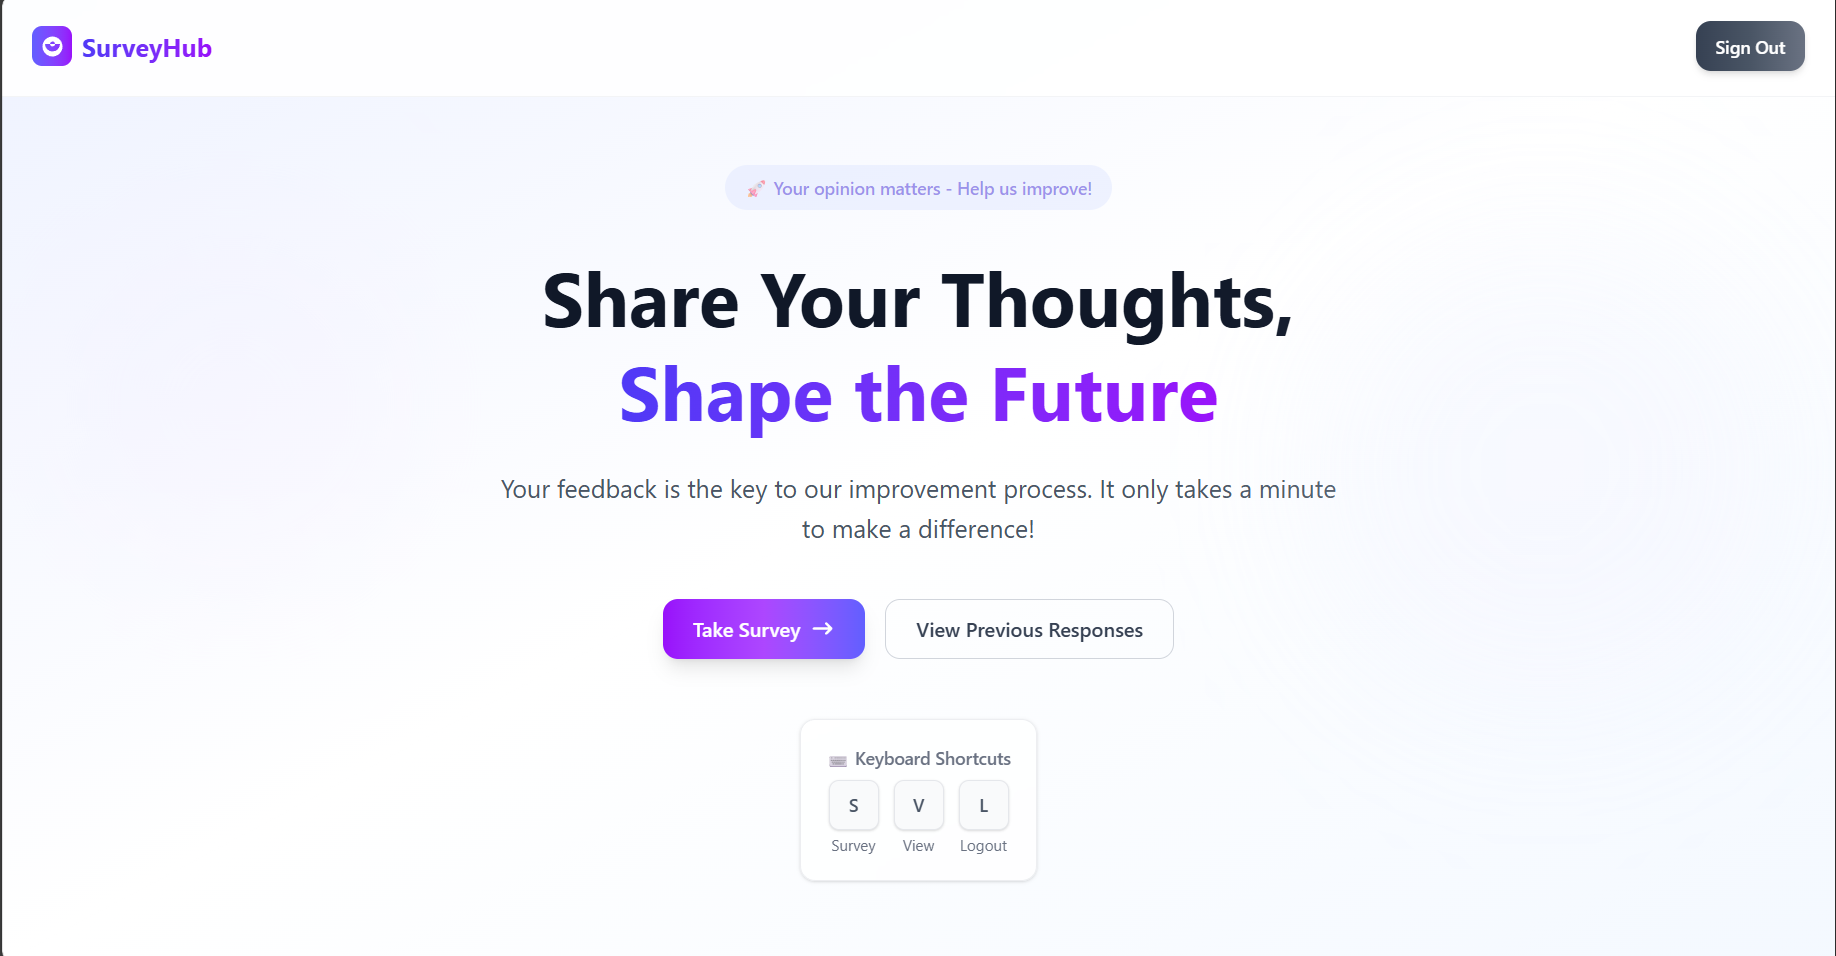 SurveyHub
Sign Out
🚀 Your opinion matters - Help us improve!
Share Your Thoughts,
Shape the Future
Your feedback is the key to our improvement process. It only takes a minute
to make a difference!
Take Survey →
View Previous Responses
⌨️ Keyboard Shortcuts
S V L
Survey View Logout